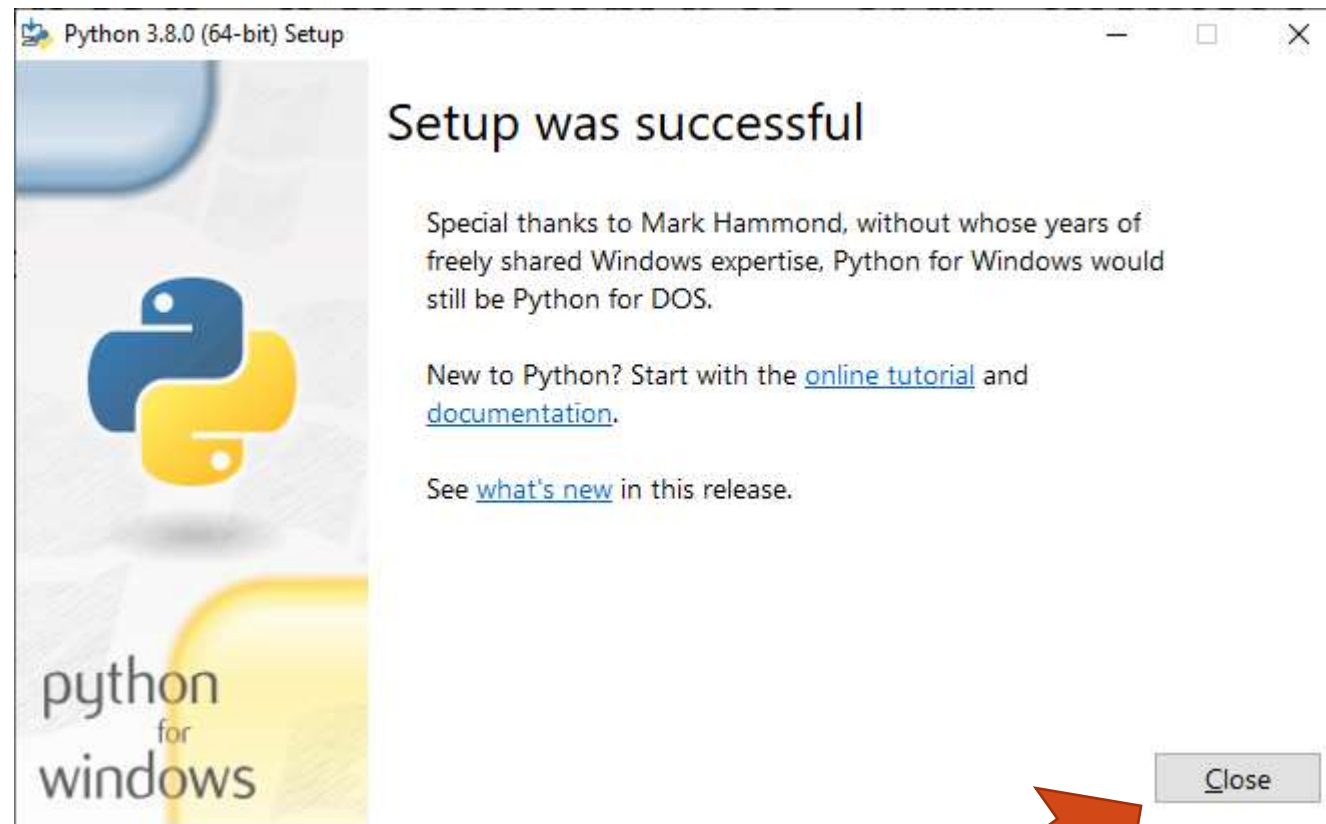 Python 3.8.0 (64-bit) Setup
Setup was successful
Special thanks to Mark Hammond, without whose years of
freely shared Windows expertise, Python for Windows would
still be Python for DOS.
New to Python? Start with the online tutorial and
documentation.
See what's new in this release.
python
for
windows
Close